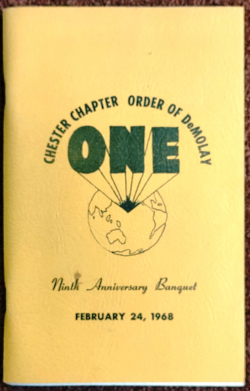 CHESTER CHAPTER ORDER OF DeMOLAY
ONE
Ninth Anniversary Banquet
FEBRUARY 24, 1968